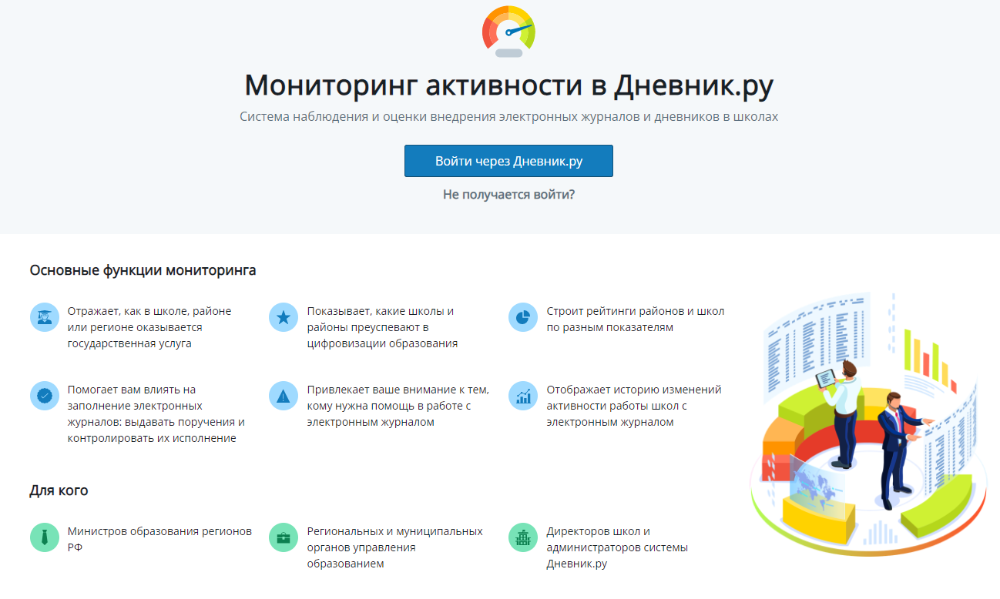 Мониторинг активности в Дневник.ру
Система наблюдения и оценки внедрения электронных журналов и дневников в школах
Войти через Дневник.ру
Не получается войти?
Основные функции мониторинга
Отражает, как в школе, районе
или регионе оказывается
государственная услуга
Показывает, какие школы и
районы преуспевают в
цифровизации образования
Строит рейтинги районов и школ
по разным показателям
Помогает вам влиять на
заполнение электронных
журналов: выдавать поручения и
контролировать их исполнение
Привлекает ваше внимание к тем,
кому нужна помощь в работе с
электронным журналом
Отображает историю изменений
активности работы школ с
электронным журналом
Для кого
Министров образования регионов
РФ
Региональных и муниципальных
органов управления
образованием
Директоров школ и
администраторов системы
Дневник.ру